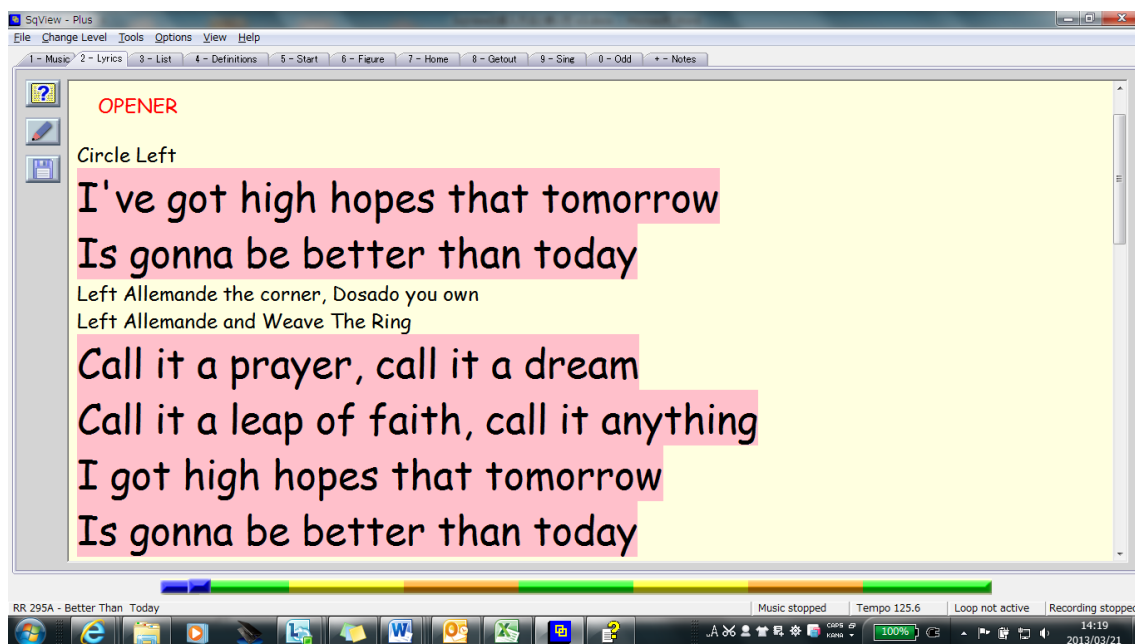 SqView - Plus
File Change Level Tools Options View Help
1 - Music 2 - Lyrics 3 - List 4 - Definitions 5 - Start 6 - Figure 7 - Home 8 - Getout 9 - Sing 0 - Odd + - Notes
OPENER
Circle Left
I've got high hopes that tomorrow
Is gonna be better than today
Left Allemande the corner, Dosado you own
Left Allemande and Weave The Ring
Call it a prayer, call it a dream
Call it a leap of faith, call it anything
I got high hopes that tomorrow
Is gonna be better than today
RR 295A - Better Than Today Music stopped Tempo 125.6 Loop not active Recording stopped
A CAPS KANA 100% 14:19
2013/03/21